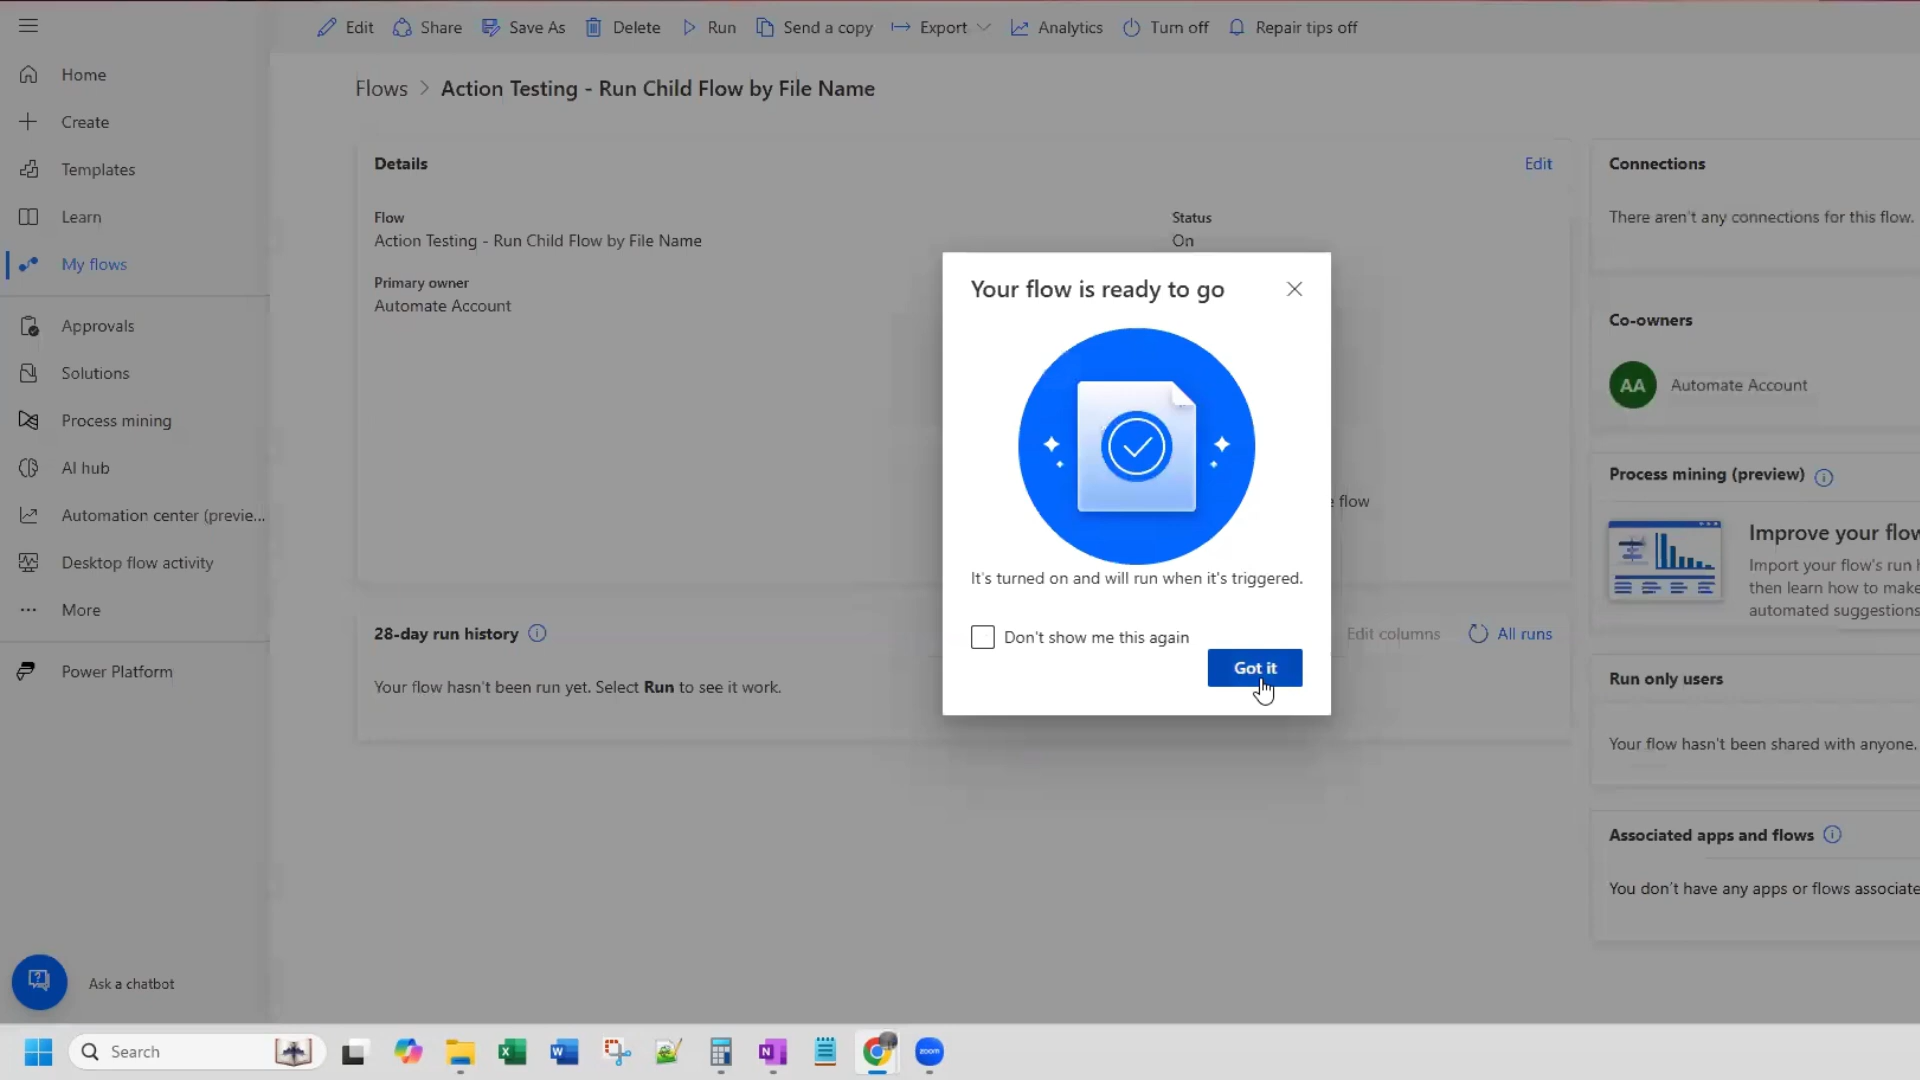 Edit
Share
Save As
Delete
Run
Send a copy
Export
Analytics
Turn off
Repair tips off
Home
Create
Templates
Learn
My flows
Approvals
Solutions
Process mining
AI hub
Automation center (previe...
Desktop flow activity
More
Power Platform
Ask a chatbot
Flows > Action Testing - Run Child Flow by File Name
Details
Edit
Flow
Action Testing - Run Child Flow by File Name
Primary owner
Automate Account
Status
On
e flow
28-day run history
Edit columns
All runs
Your flow hasn't been run yet. Select Run to see it work.
Your flow is ready to go
It's turned on and will run when it's triggered.
Don't show me this again
Got it
Connections
There aren't any connections for this flow.
Co-owners
AA
Automate Account
Process mining (preview)
Improve your flow
Import your flow's run h
then learn how to make
automated suggestions
Run only users
Your flow hasn't been shared with anyone.
Associated apps and flows
You don't have any apps or flows associate
Search
zoom